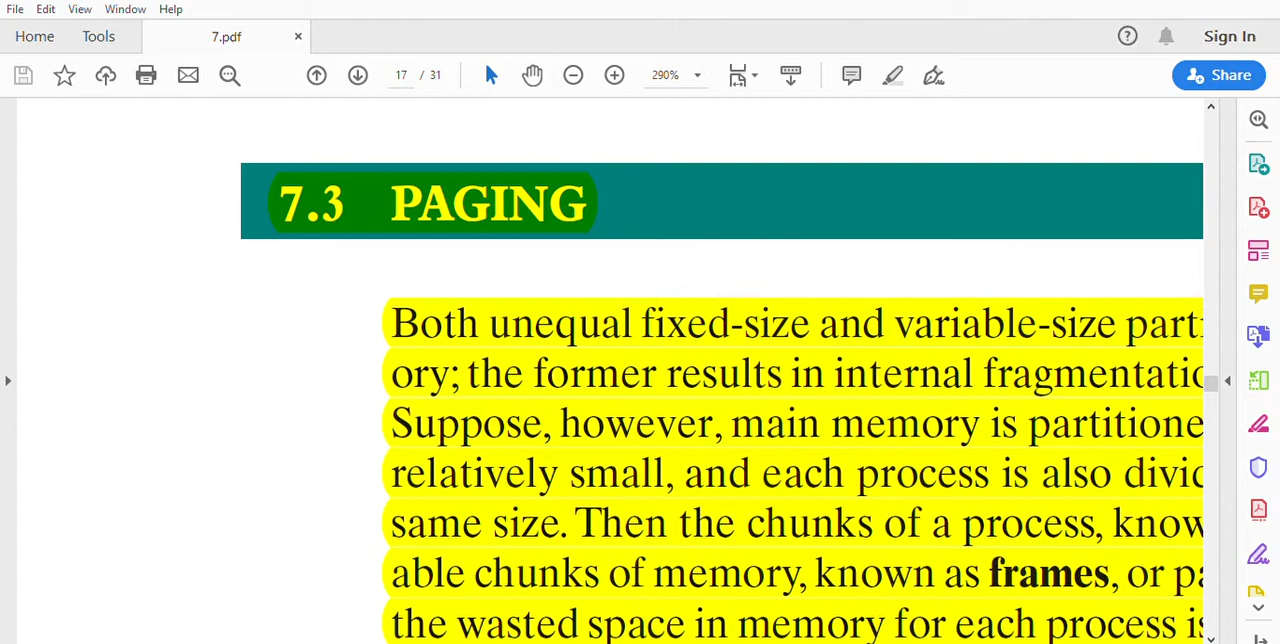 File Edit View Window Help
Home Tools 7.pdf × Sign In
17 / 31 290% Share
7.3 PAGING
Both unequal fixed-size and variable-size part
ory; the former results in internal fragmentatio
Suppose, however, main memory is partitione
relatively small, and each process is also divid
same size. Then the chunks of a process, know
able chunks of memory, known as frames, or pa
the wasted space in memory for each process is